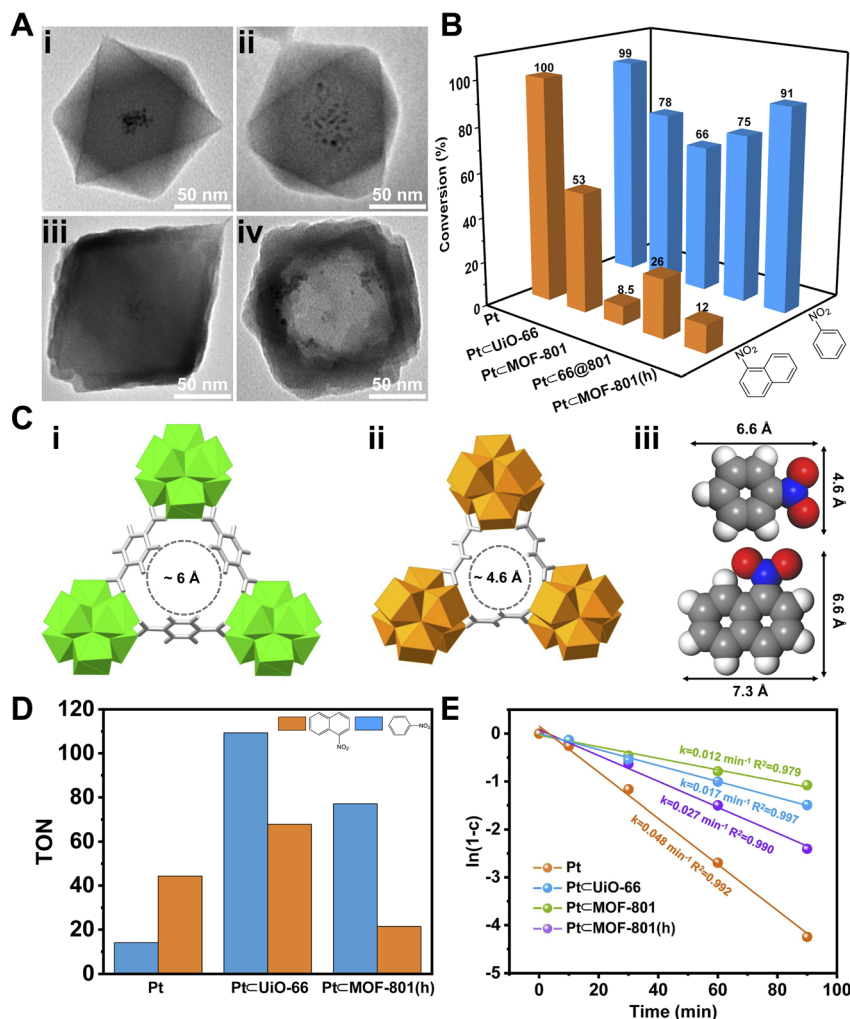 A
i
50 nm
ii
50 nm
iii
50 nm
iv
50 nm
B
Conversion (%)
100
80
60
40
20
0
100
53
8.5
26
12
99
78
66
75
91
Pt
Pt⊂UiO-66
Pt⊂MOF-801
Pt⊂66@801
Pt⊂MOF-801(h)
NO₂
NO₂
C
i
~ 6 Å
ii
~ 4.6 Å
iii
6.6 Å
4.6 Å
6.6 Å
7.3 Å
D
TON
120
100
80
60
40
20
0
NO₂
NO₂
Pt
Pt⊂UiO-66
Pt⊂MOF-801(h)
E
ln(1-c)
0
-1
-2
-3
-4
-5
k=0.012 min⁻¹ R²=0.979
k=0.017 min⁻¹ R²=0.997
k=0.027 min⁻¹ R²=0.990
k=0.048 min⁻¹ R²=0.992
Pt
Pt⊂UiO-66
Pt⊂MOF-801
Pt⊂MOF-801(h)
0
20
40
60
80
100
Time (min)